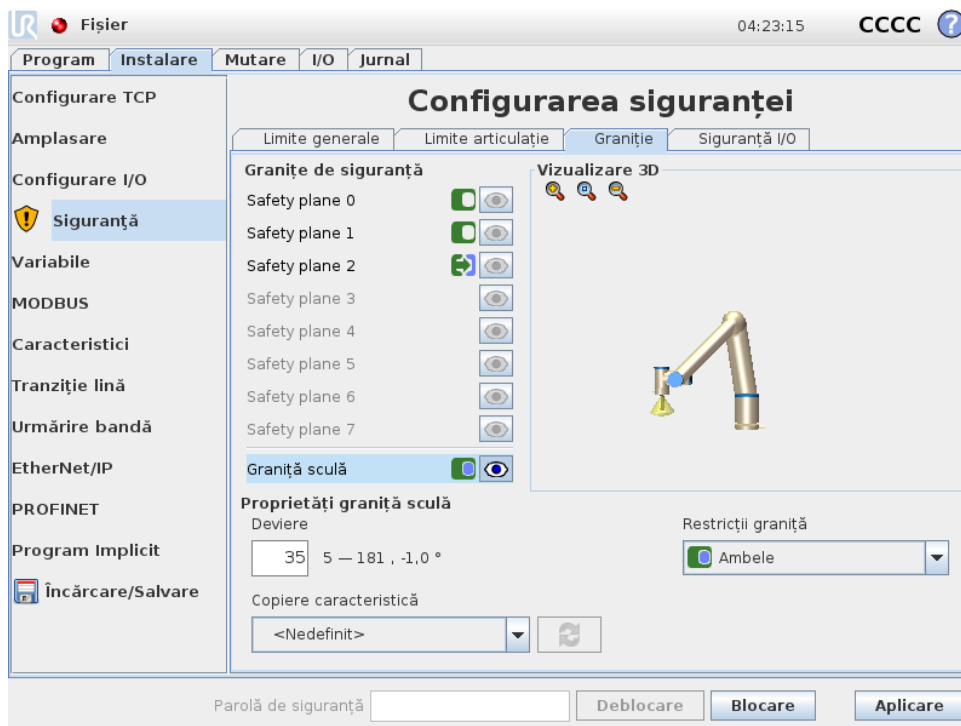 UR Fișier 04:23:15 CCCC ?
Program Instalare Mutare I/O Jurnal
Configurare TCP
Amplasare
Configurare I/O
Siguranță
Variabile
MODBUS
Caracteristici
Tranziție lină
Urmărire bandă
EtherNet/IP
PROFINET
Program Implicit
Încărcare/Salvare
Configurarea siguranței
Limite generale Limite articulație Graniție Siguranță I/O
Granițe de siguranță
Safety plane 0
Safety plane 1
Safety plane 2
Safety plane 3
Safety plane 4
Safety plane 5
Safety plane 6
Safety plane 7
Graniță sculă
Vizualizare 3D
Proprietăți graniță sculă
Deviere
35 5 — 181 , -1,0 °
Restricții graniță
Ambele
Copiere caracteristică
<Nedefinit>
Parolă de siguranță Deblocare Blocare Aplicare